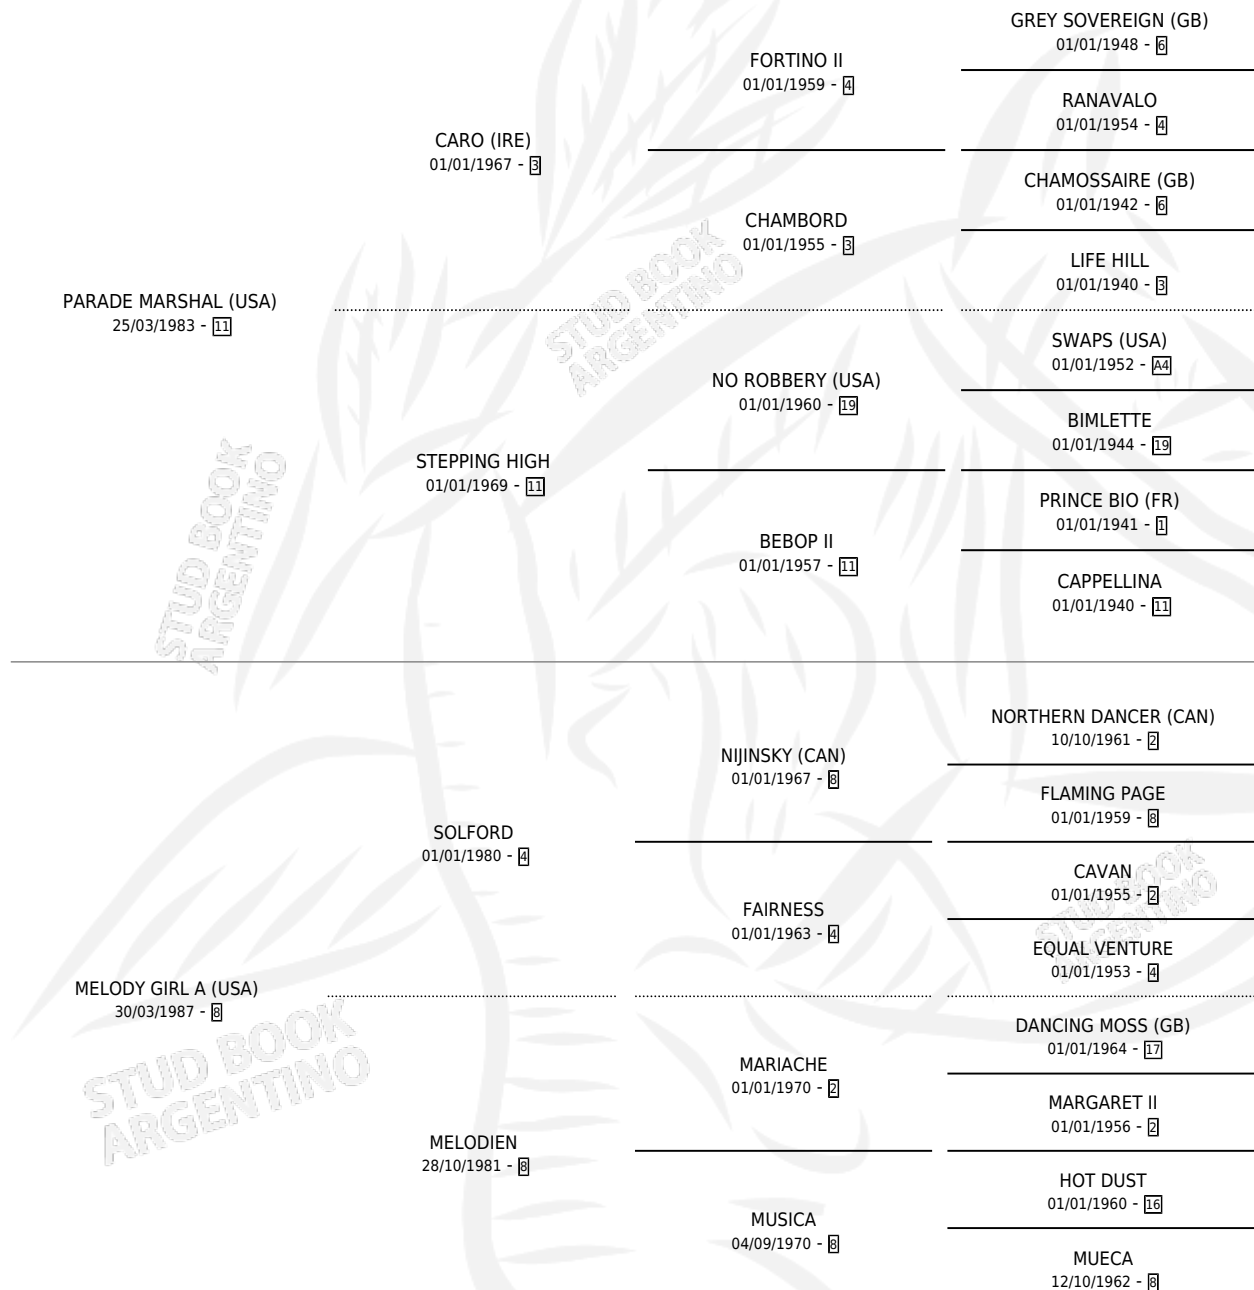 PARADE MARSHAL (USA)
25/03/1983 - 11
CARO (IRE)
01/01/1967 - 3
FORTINO II
01/01/1959 - 4
GREY SOVEREIGN (GB)
01/01/1948 - 6
RANAVALO
01/01/1954 - 4
CHAMBORD
01/01/1955 - 3
CHAMOSSAIRE (GB)
01/01/1942 - 6
LIFE HILL
01/01/1940 - 3
STEPPING HIGH
01/01/1969 - 11
NO ROBBERY (USA)
01/01/1960 - 19
SWAPS (USA)
01/01/1952 - A4
BIMLETTE
01/01/1944 - 19
BEBOP II
01/01/1957 - 11
PRINCE BIO (FR)
01/01/1941 - 1
CAPPELLINA
01/01/1940 - 11
MELODY GIRL A (USA)
30/03/1987 - 8
SOLFORD
01/01/1980 - 4
NIJINSKY (CAN)
01/01/1967 - 8
NORTHERN DANCER (CAN)
10/10/1961 - 2
FLAMING PAGE
01/01/1959 - 8
FAIRNESS
01/01/1963 - 4
CAVAN
01/01/1955 - 2
EQUAL VENTURE
01/01/1953 - 4
MELODIEN
28/10/1981 - 8
MARIACHE
01/01/1970 - 2
DANCING MOSS (GB)
01/01/1964 - 17
MARGARET II
01/01/1956 - 2
MUSICA
04/09/1970 - 8
HOT DUST
01/01/1960 - 16
MUECA
12/10/1962 - 8
STUD BOOK
ARGENTINO
STUD BOOK
ARGENTINO
STUD BOOK
ARGENTINO
STUD BOOK
ARGENTINO